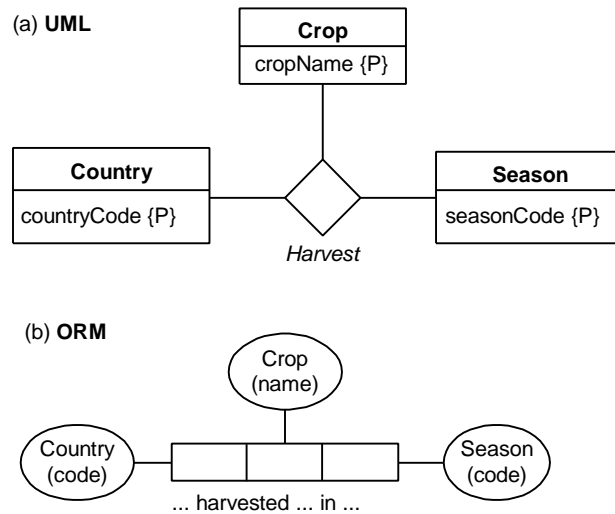 (a) UML
Crop
cropName {P}
Country
countryCode {P}
Season
seasonCode {P}
Harvest
(b) ORM
Crop
(name)
Country
(code)
Season
(code)
... harvested ... in ...